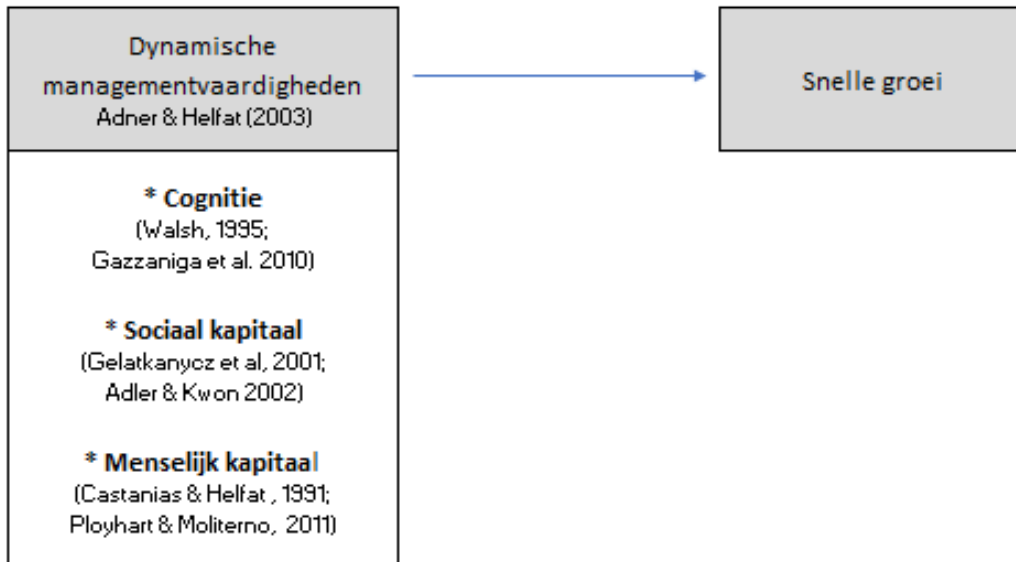 Dynamische
managementvaardigheden
Adner & Helfat (2003)
Snelle groei
* Cognitie
(Walsh, 1995;
Gazzaniga et al. 2010)
* Sociaal kapitaal
(Gelatkanycz et al, 2001;
Adler & Kwon 2002)
* Menselijk kapitaal
(Castanias & Helfat , 1991;
Ployhart & Moliterno, 2011)